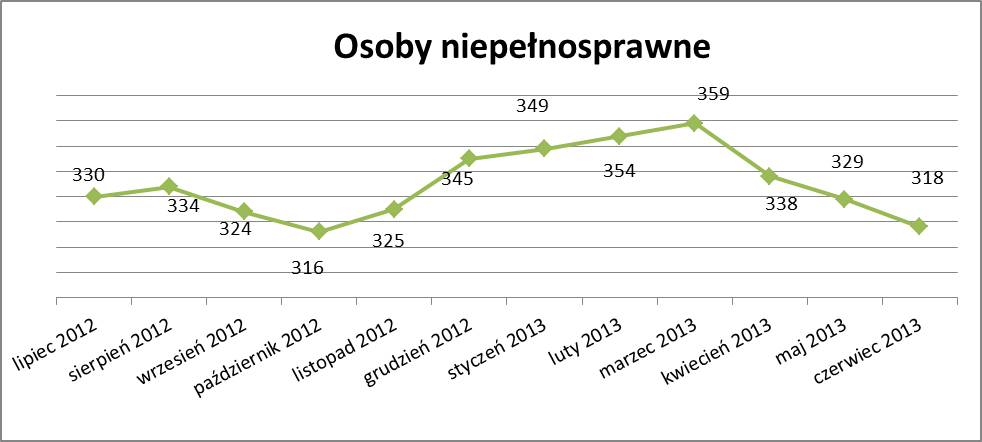 Osoby niepełnosprawne
330
334
324
316
325
345
349
354
359
338
329
318
lipiec 2012
sierpień 2012
wrzesień 2012
październik 2012
listopad 2012
grudzień 2012
styczeń 2013
luty 2013
marzec 2013
kwiecień 2013
maj 2013
czerwiec 2013